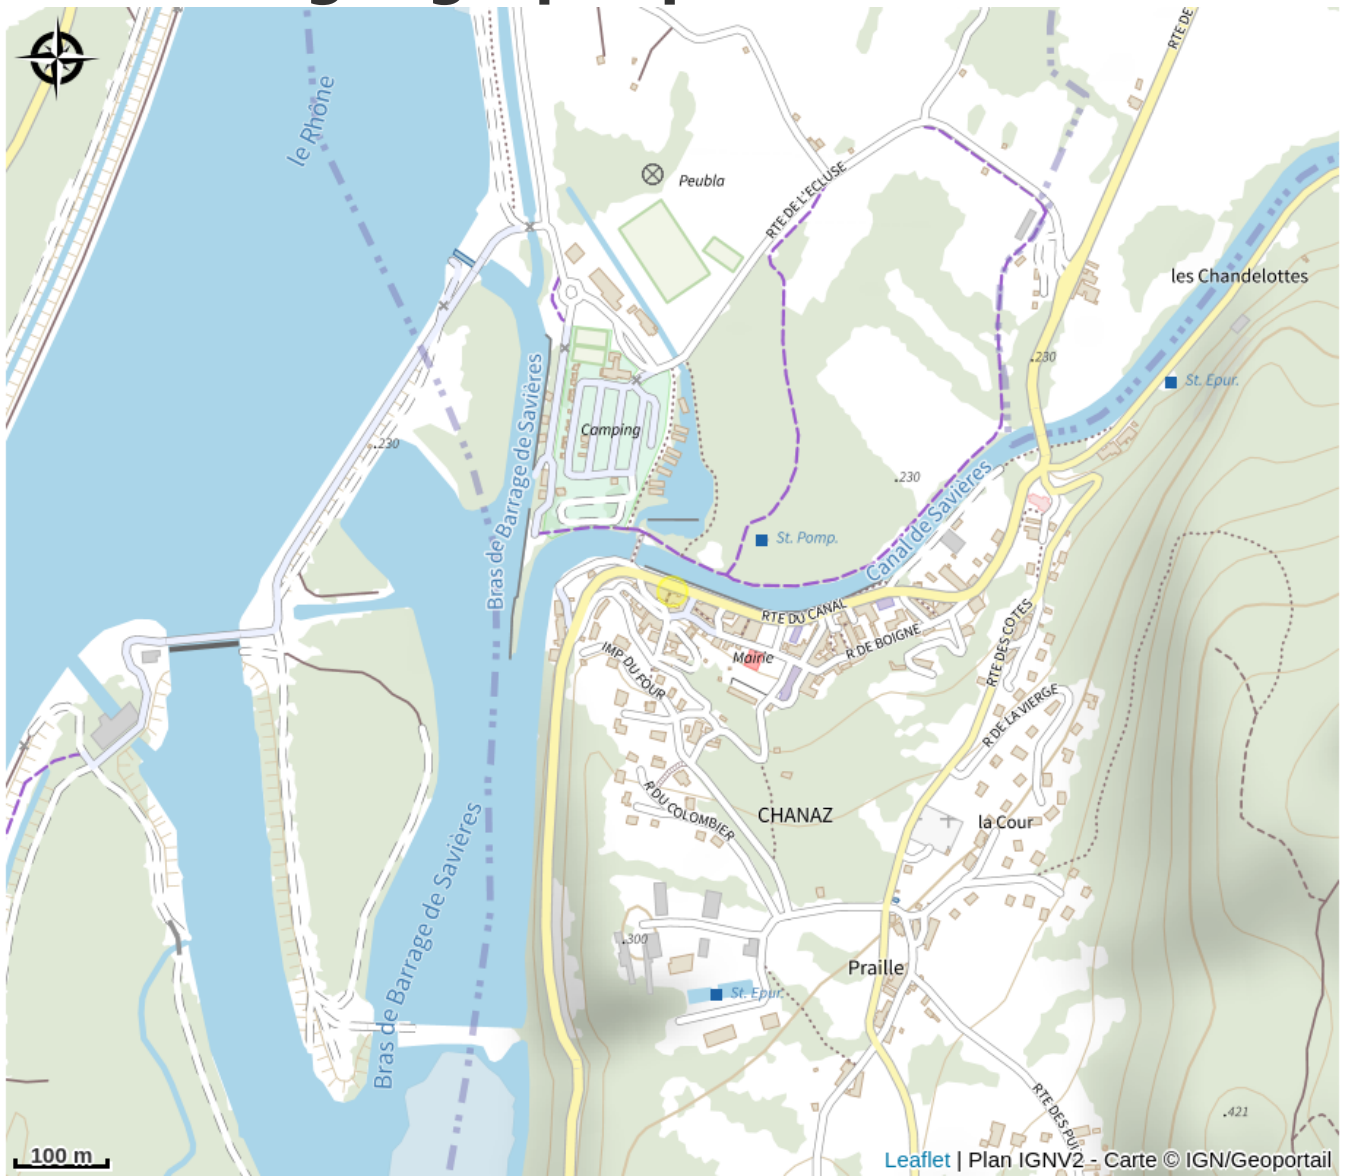 le Rhône
RTE DE
Peubla
RTE DE L'ECLUSE
les Chandelottes
.230
St. Epur.
Bras de Barrage de Savières
Camping
.230
.230
Canal de Savières
St. Pomp.
RTE DU CANAL
R DE BOIGNE
Mairie
IMP DU FOUR
RTE DES COTES
R DE LA VIERGE
R DU COLOMBIER
CHANAZ
la Cour
Bras de Barrage de Savières
.300
Praille
St. Epur.
RTE DES PUI
.421
100 m
Leaflet | Plan IGNV2 - Carte © IGN/Geoportail